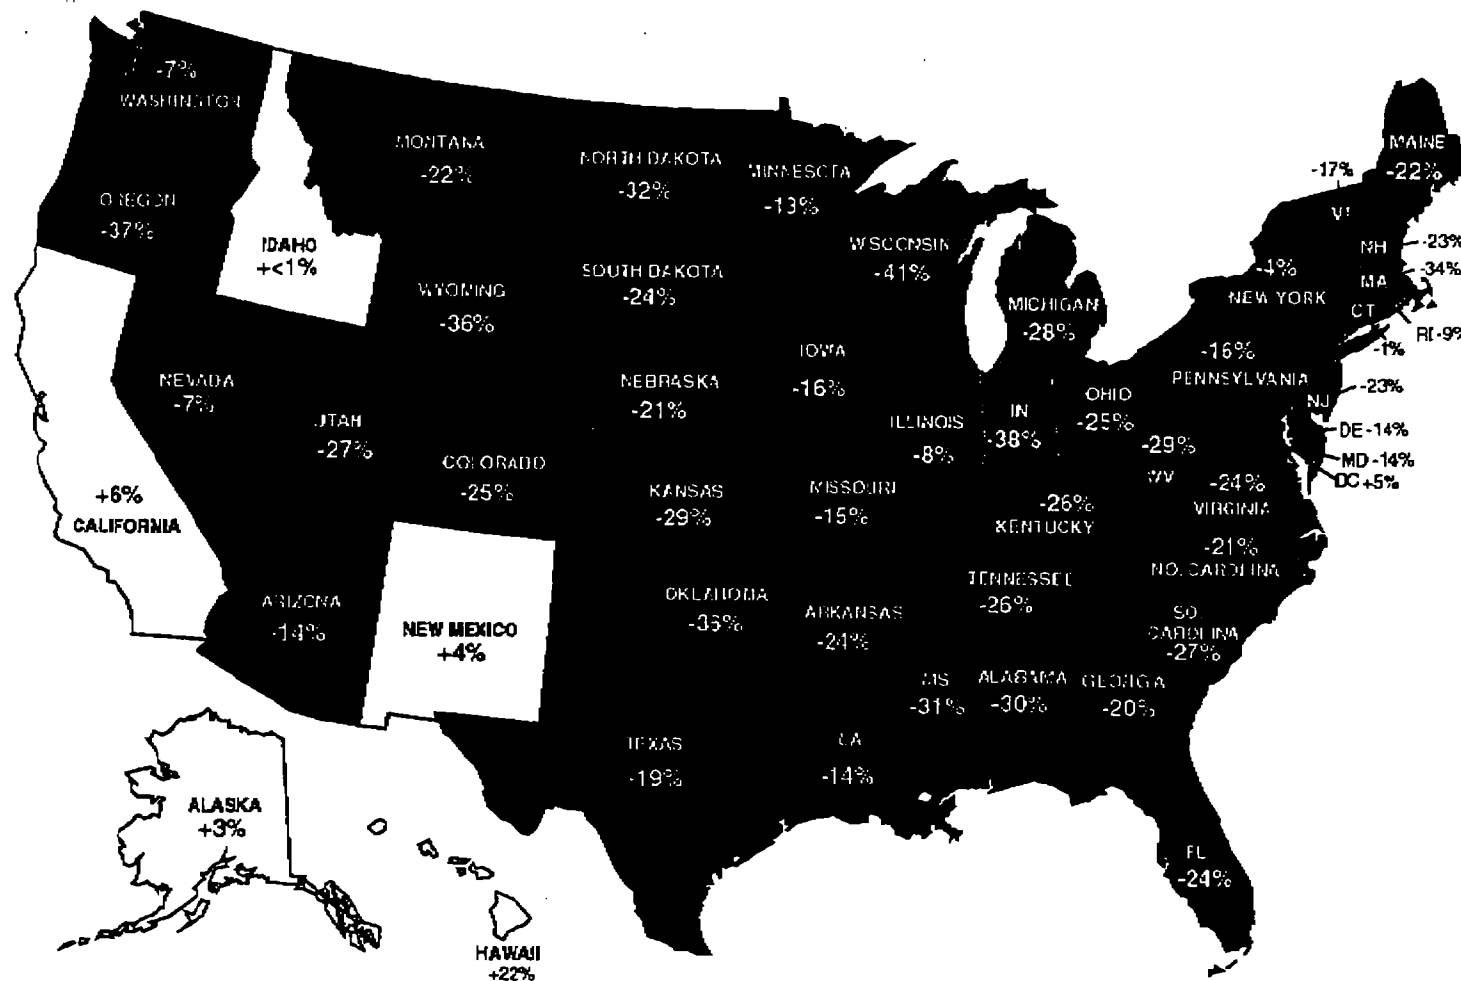 -7%
WASHINGTON
OREGON
-37%
IDAHO
+<1%
MONTANA
-22%
NORTH DAKOTA
-32%
MINNESOTA
-13%
WISCONSIN
-41%
SOUTH DAKOTA
-24%
WYOMING
-36%
MICHIGAN
-28%
MAINE
-22%
-17%
VT
NH
-23%
MA
-34%
CT
-1%
RI -9%
-4%
NEW YORK
-16%
PENNSYLVANIA
NJ
-23%
DE -14%
MD -14%
DC +5%
NEVADA
-7%
UTAH
-27%
COLORADO
-25%
NEBRASKA
-21%
IOWA
-16%
ILLINOIS
-8%
IN
-38%
OHIO
-25%
-29%
WV
-24%
VIRGINIA
+6%
CALIFORNIA
KANSAS
-29%
MISSOURI
-15%
-26%
KENTUCKY
-21%
NO. CAROLINA
ARIZONA
-14%
NEW MEXICO
+4%
OKLAHOMA
ARKANSAS
-24%
TENNESSEE
-26%
SO.
CAROLINA
-27%
MS
-31%
ALABAMA
-30%
GEORGIA
-20%
TEXAS
-19%
LA
-14%
FL
-24%
ALASKA
+3%
HAWAII
+22%